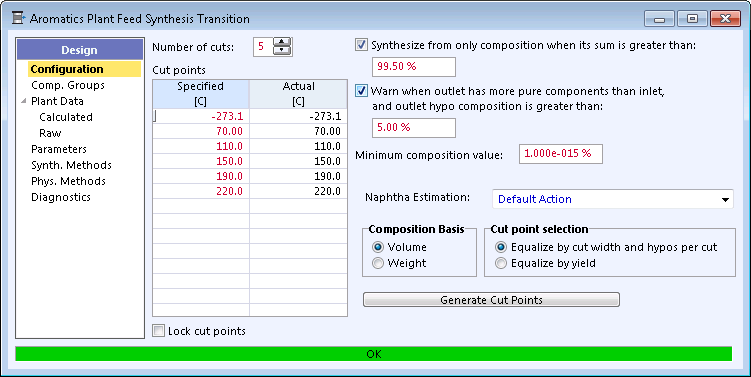 Aromatics Plant Feed Synthesis Transition
Design
Configuration
Comp. Groups
Plant Data
Calculated
Raw
Parameters
Synth. Methods
Phys. Methods
Diagnostics
Number of cuts: 5
Cut points
Specified Actual
[C] [C]
-273.1 -273.1
70.00 70.00
110.0 110.0
150.0 150.0
190.0 190.0
220.0 220.0
Lock cut points
Synthesize from only composition when its sum is greater than:
99.50 %
Warn when outlet has more pure components than inlet,
and outlet hypo composition is greater than:
5.00 %
Minimum composition value: 1.000e-015 %
Naphtha Estimation: Default Action
Composition Basis
Volume
Weight
Cut point selection
Equalize by cut width and hypos per cut
Equalize by yield
Generate Cut Points
OK